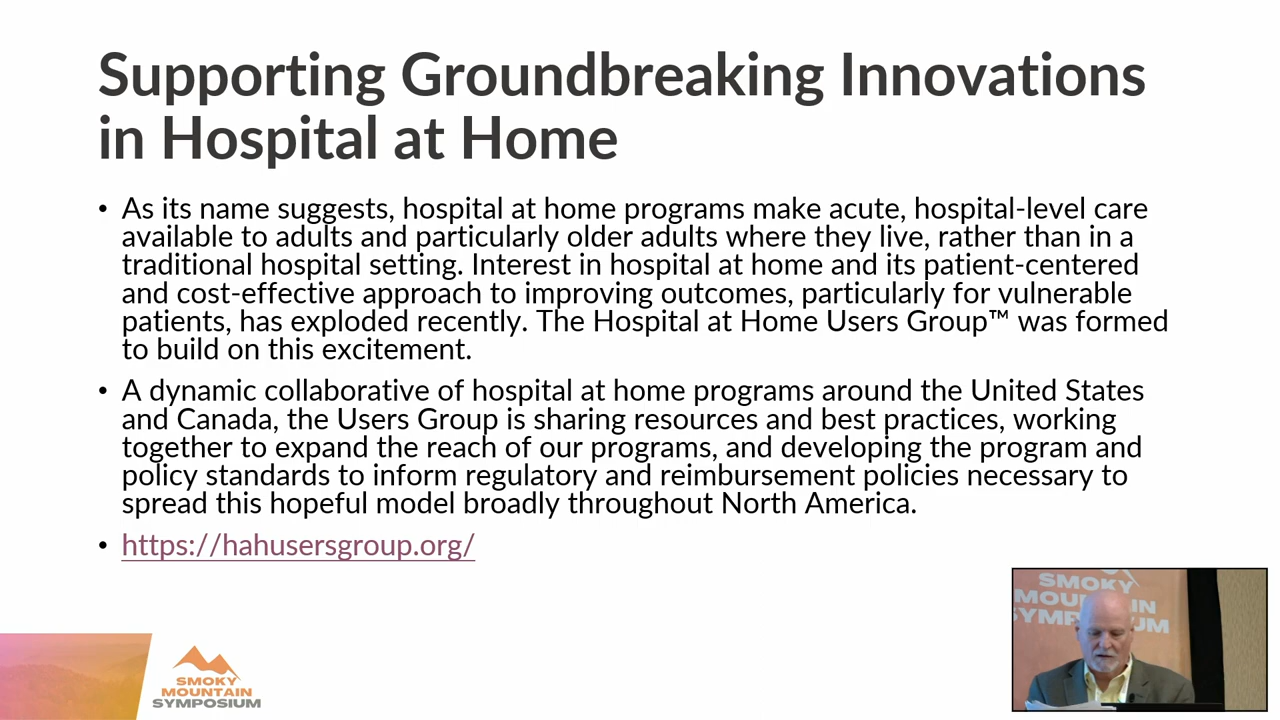 Supporting Groundbreaking Innovations
in Hospital at Home
• As its name suggests, hospital at home programs make acute, hospital-level care
available to adults and particularly older adults where they live, rather than in a
traditional hospital setting. Interest in hospital at home and its patient-centered
and cost-effective approach to improving outcomes, particularly for vulnerable
patients, has exploded recently. The Hospital at Home Users Group™ was formed
to build on this excitement.
• A dynamic collaborative of hospital at home programs around the United States
and Canada, the Users Group is sharing resources and best practices, working
together to expand the reach of our programs, and developing the program and
policy standards to inform regulatory and reimbursement policies necessary to
spread this hopeful model broadly throughout North America.
• https://hahusersgroup.org/
SMOKY
MOUNTAIN
SYMPOSIUM
SMOKY